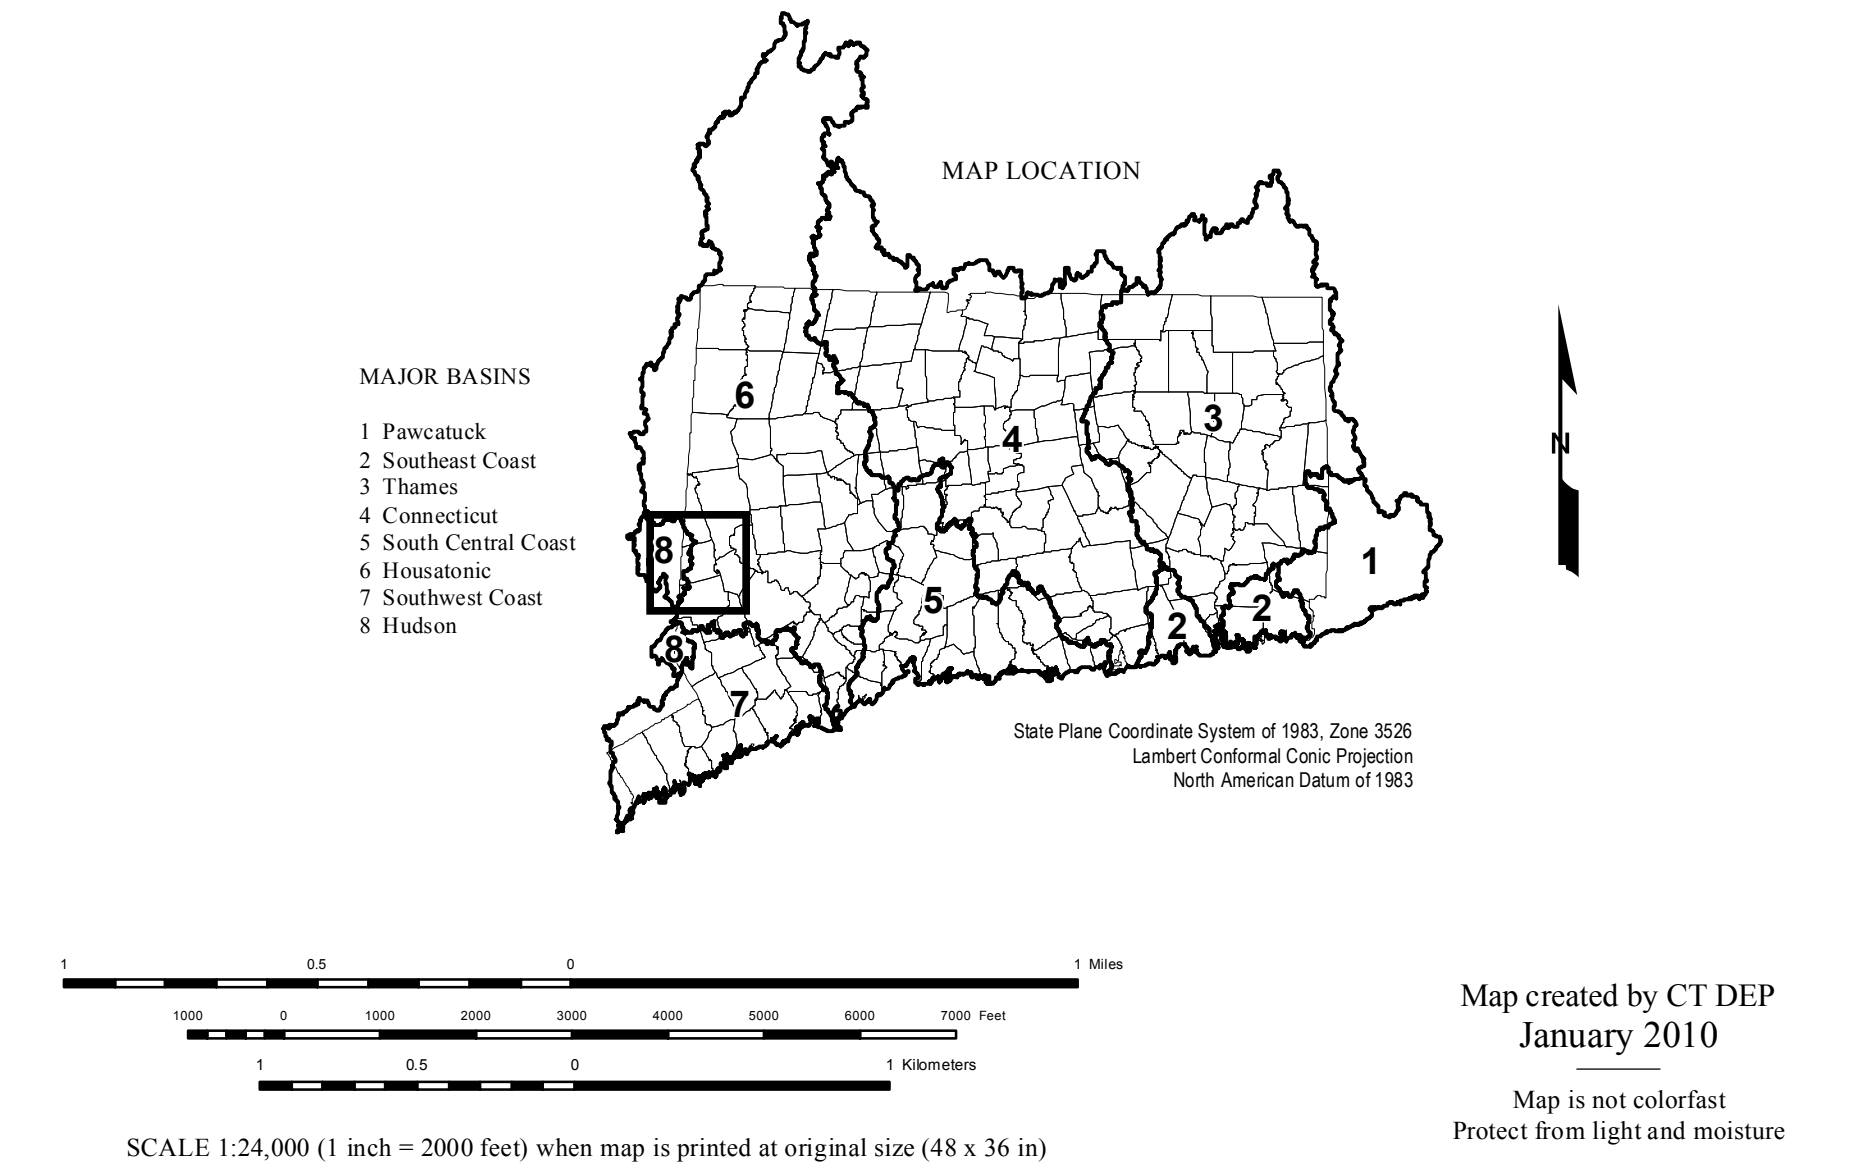 MAP LOCATION
MAJOR BASINS
1 Pawcatuck
2 Southeast Coast
3 Thames
4 Connecticut
5 South Central Coast
6 Housatonic
7 Southwest Coast
8 Hudson
6
4
3
8
1
5
2
2
8
7
N
State Plane Coordinate System of 1983, Zone 3526
Lambert Conformal Conic Projection
North American Datum of 1983
1 0.5 0 1 Miles
1000 0 1000 2000 3000 4000 5000 6000 7000 Feet
1 0.5 0 1 Kilometers
SCALE 1:24,000 (1 inch = 2000 feet) when map is printed at original size (48 x 36 in)
Map created by CT DEP
January 2010
Map is not colorfast
Protect from light and moisture